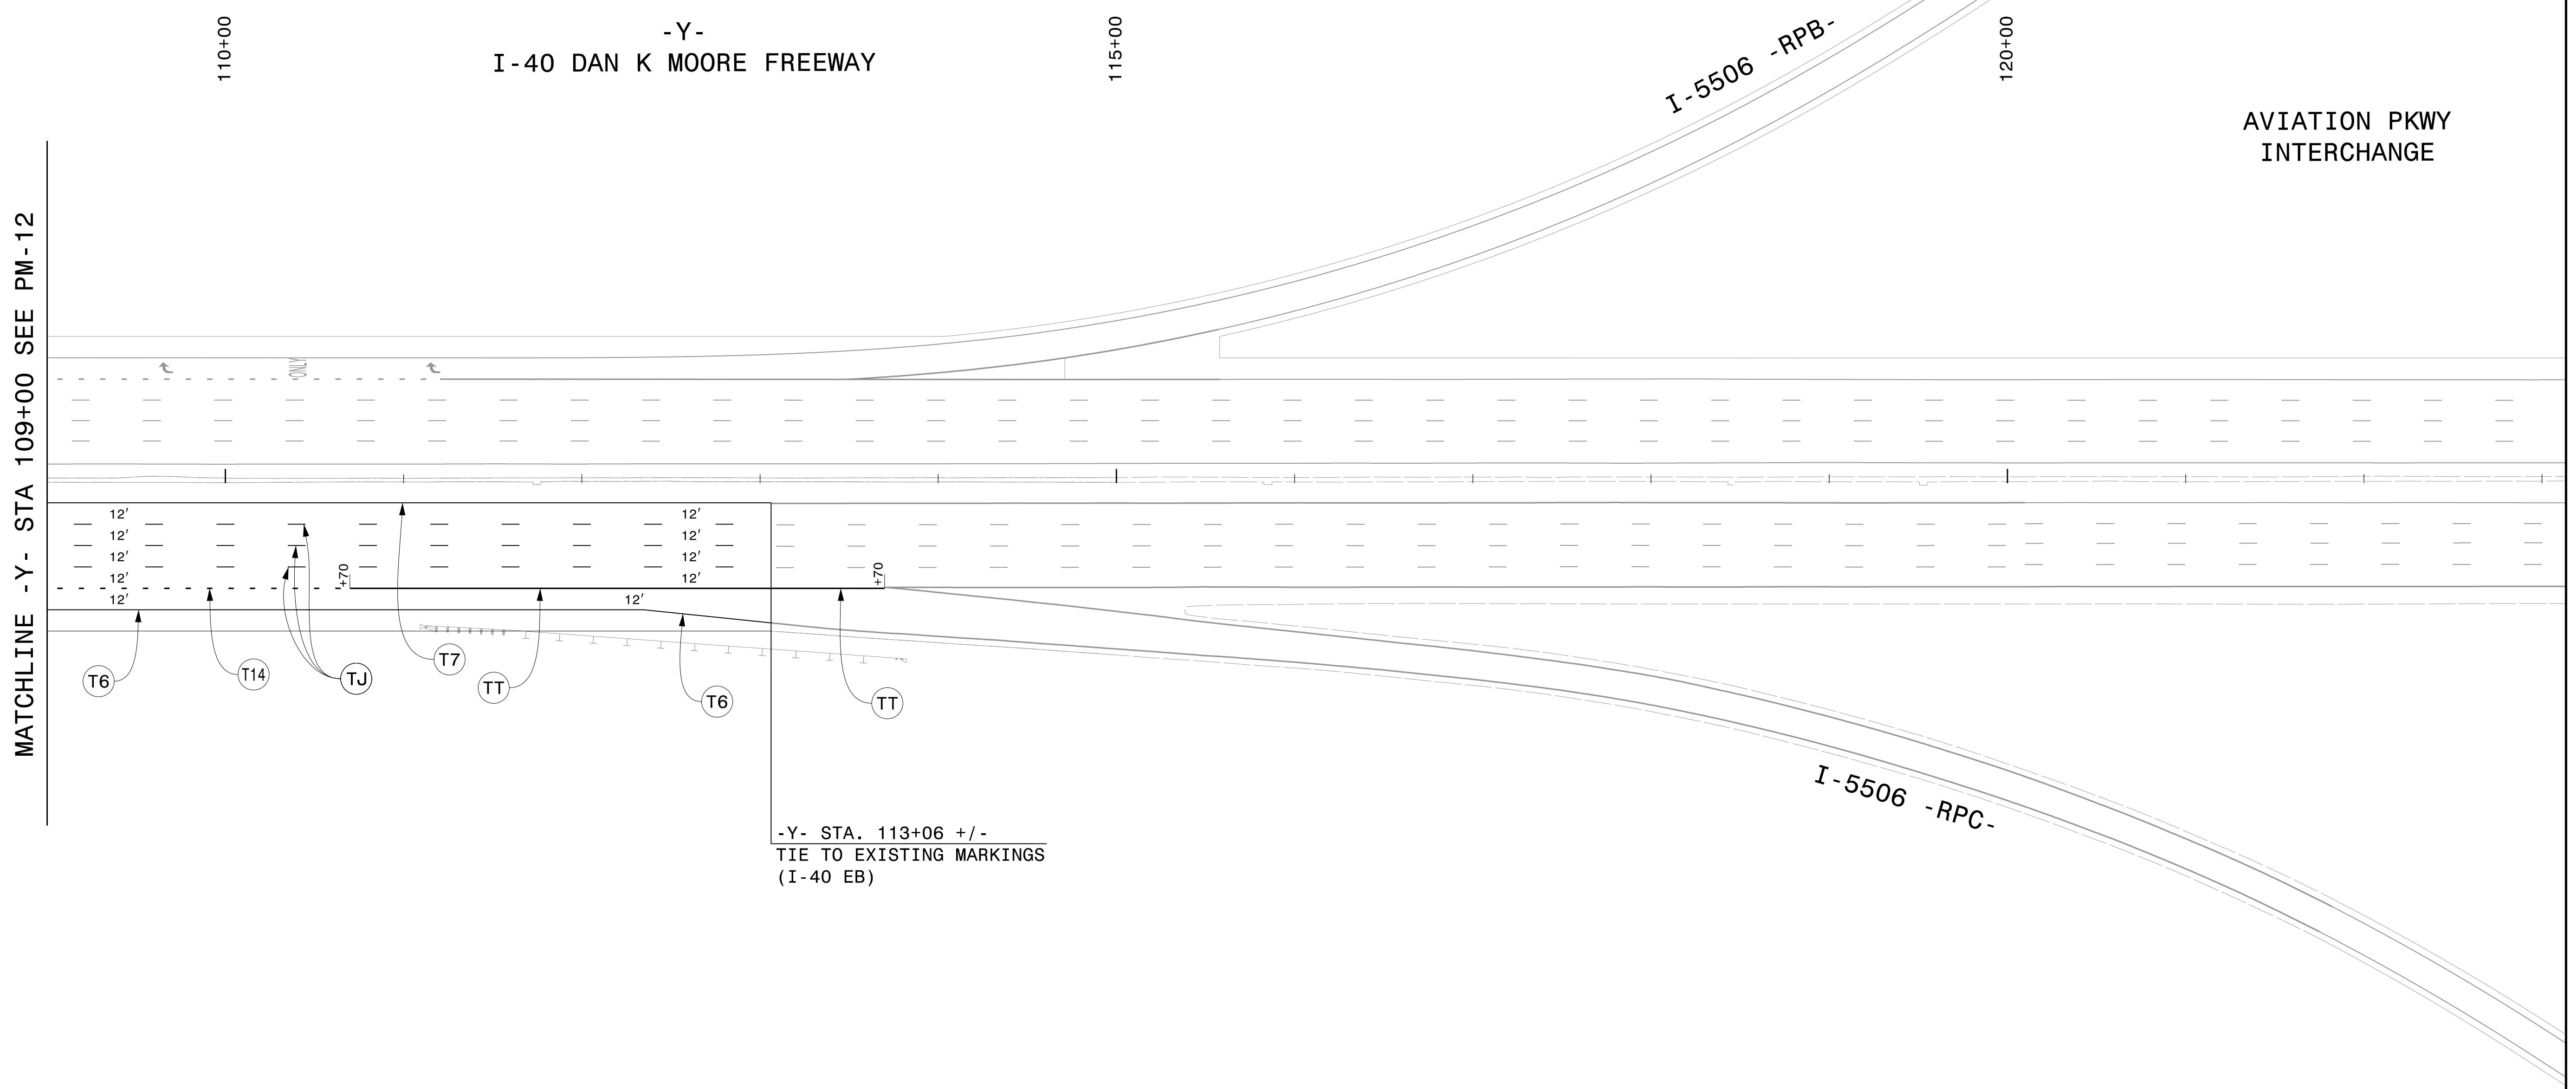 110+00
-Y-
I-40 DAN K MOORE FREEWAY
115+00
I-5506 -RPB-
120+00
AVIATION PKWY
INTERCHANGE
MATCHLINE -Y- STA 109+00 SEE PM-12
ONLY
12'
12'
12'
12'
12'
12'
12'
12'
12'
12'
+70
+70
T6
T14
TJ
T7
TT
T6
TT
I-5506 -RPC-
-Y- STA. 113+06 +/-
TIE TO EXISTING MARKINGS
(I-40 EB)